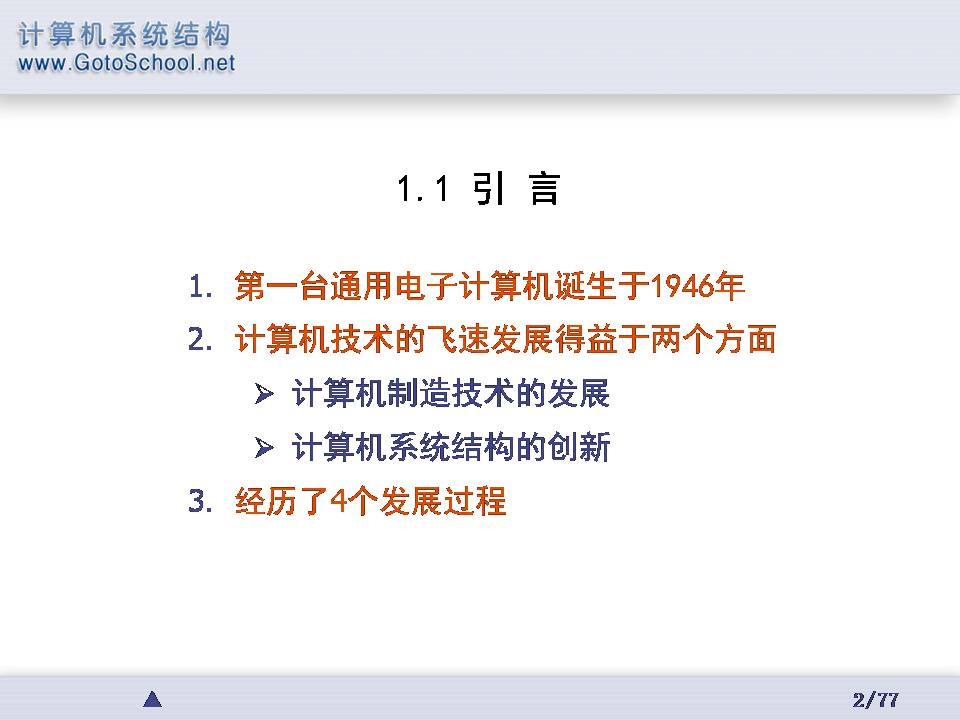 计算机系统结构
www.GotoSchool.net
1.1 引 言
1. 第一台通用电子计算机诞生于1946年
2. 计算机技术的飞速发展得益于两个方面
➢ 计算机制造技术的发展
➢ 计算机系统结构的创新
3. 经历了4个发展过程
2/77